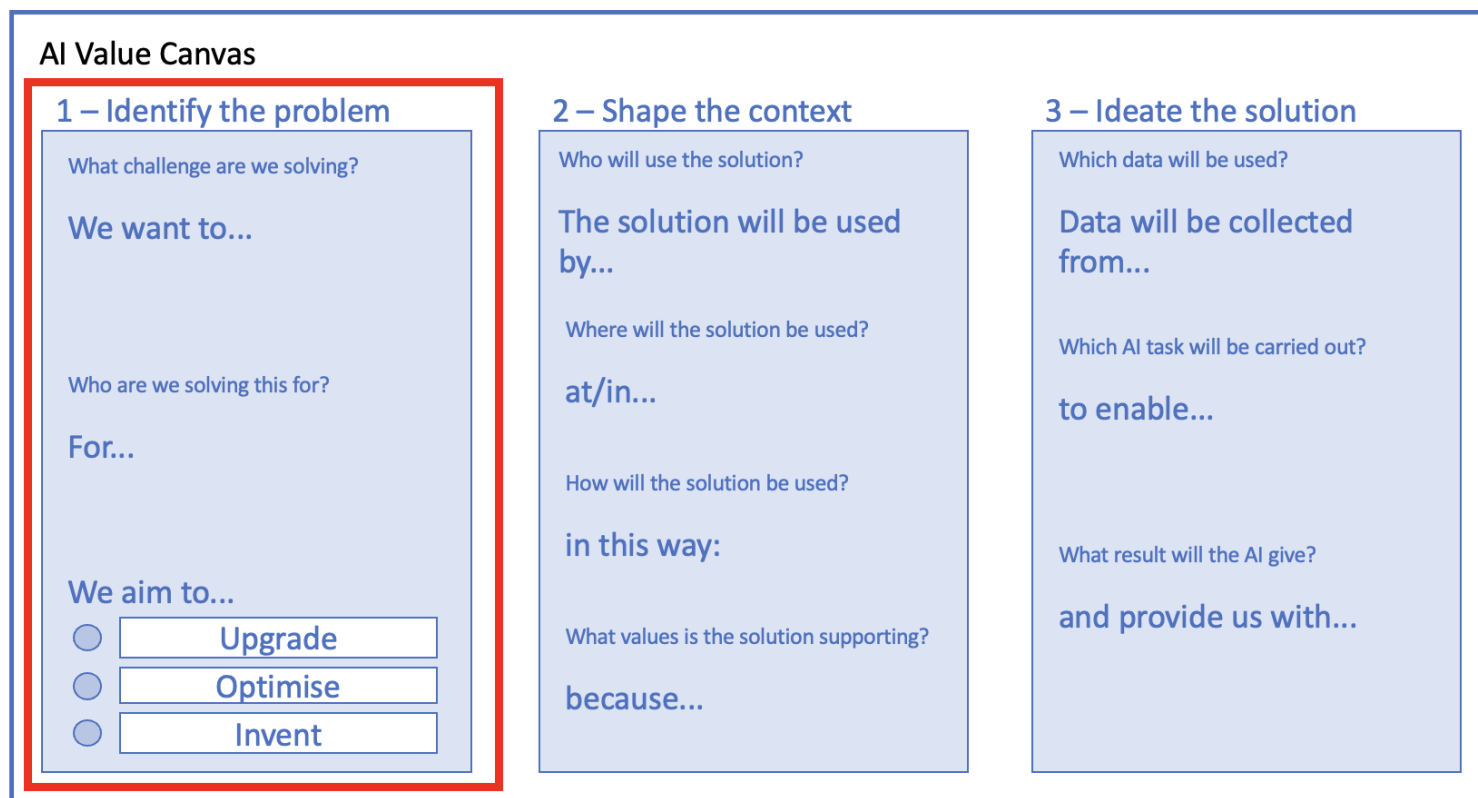 AI Value Canvas
1 – Identify the problem
What challenge are we solving?
We want to...
Who are we solving this for?
For...
We aim to...
Upgrade
Optimise
Invent
2 – Shape the context
Who will use the solution?
The solution will be used
by...
Where will the solution be used?
at/in...
How will the solution be used?
in this way:
What values is the solution supporting?
because...
3 – Ideate the solution
Which data will be used?
Data will be collected
from...
Which AI task will be carried out?
to enable...
What result will the AI give?
and provide us with...